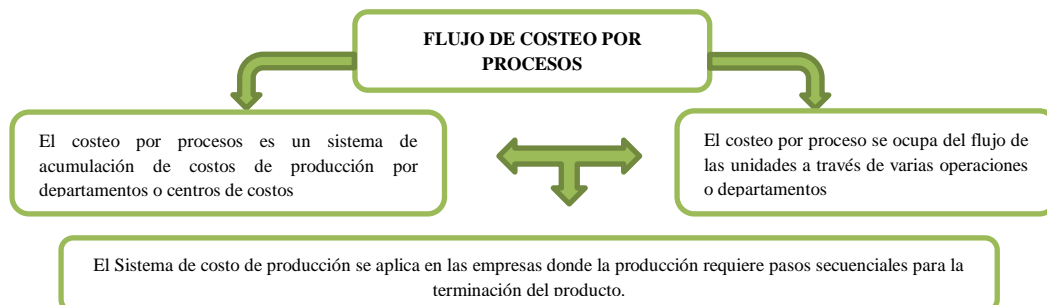 FLUJO DE COSTEO POR
PROCESOS
El costeo por procesos es un sistema de
acumulación de costos de producción por
departamentos o centros de costos
El costeo por proceso se ocupa del flujo de
las unidades a través de varias operaciones
o departamentos
El Sistema de costo de producción se aplica en las empresas donde la producción requiere pasos secuenciales para la
terminación del producto.